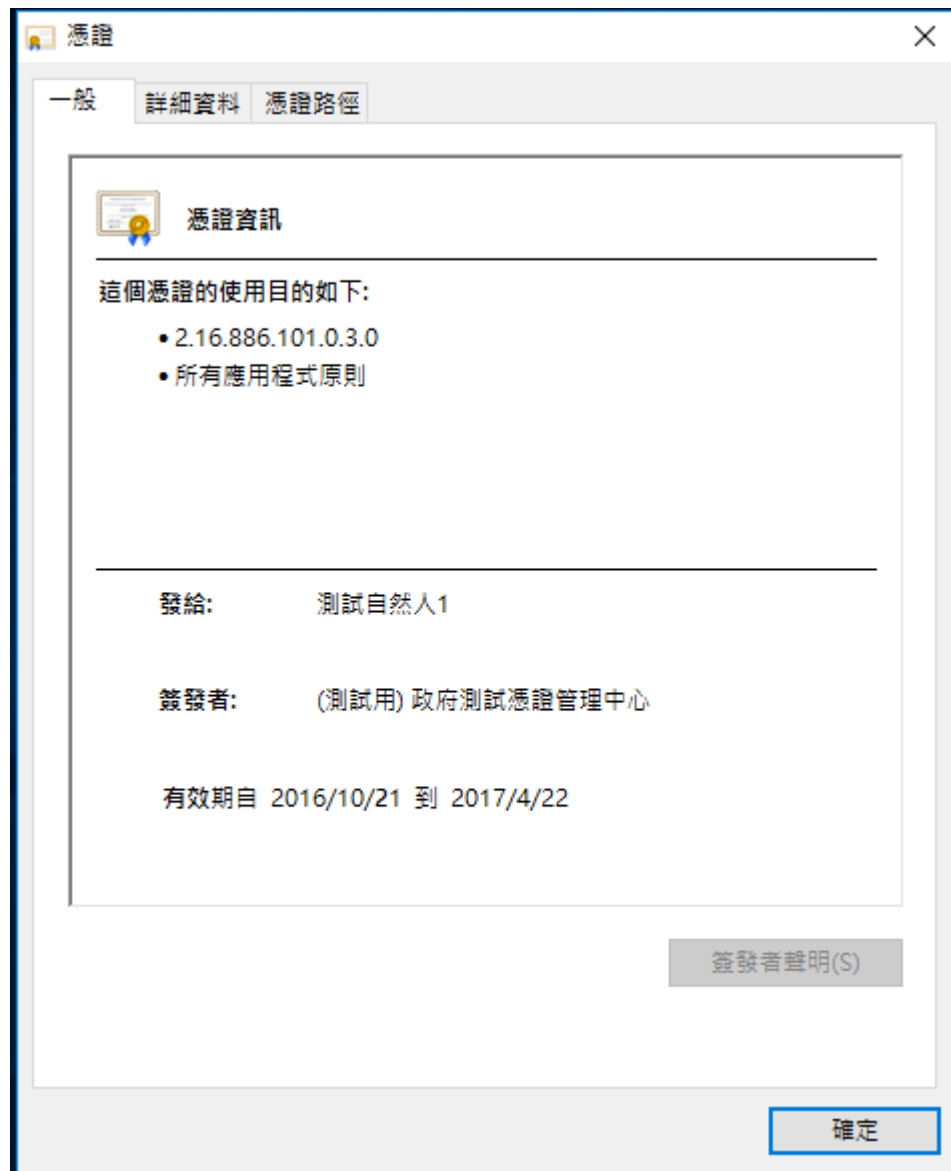 憑證
一般 詳細資料 憑證路徑
憑證資訊
這個憑證的使用目的如下:
• 2.16.886.101.0.3.0
• 所有應用程式原則
發給: 測試自然人1
簽發者: (測試用) 政府測試憑證管理中心
有效期自 2016/10/21 到 2017/4/22
簽發者聲明(S)
確定